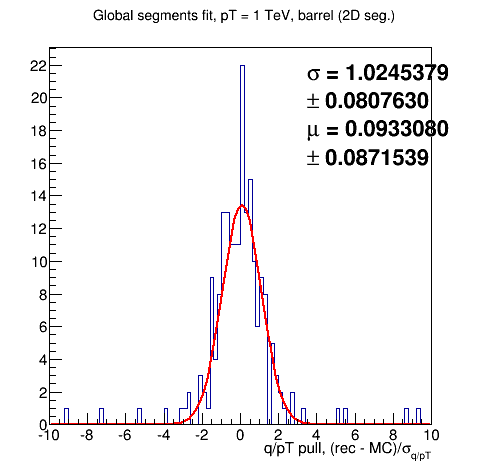 Global segments fit, pT = 1 TeV, barrel (2D seg.)
σ = 1.0245379
± 0.0807630
μ = 0.0933080
± 0.0871539
22
20
18
16
14
12
10
8
6
4
2
0
-10 -8 -6 -4 -2 0 2 4 6 8 10
q/pT pull, (rec - MC)/σq/pT